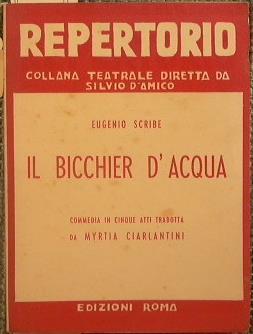 REPERTORIO
COLLANA TEATRALE DIRETTA DA
SILVIO D'AMICO
EUGENIO SCRIBE
IL BICCHIER D'ACQUA
COMMEDIA IN CINQUE ATTI TRADOTTA
DA MYRTIA CIARLANTINI
EDIZIONI ROMA